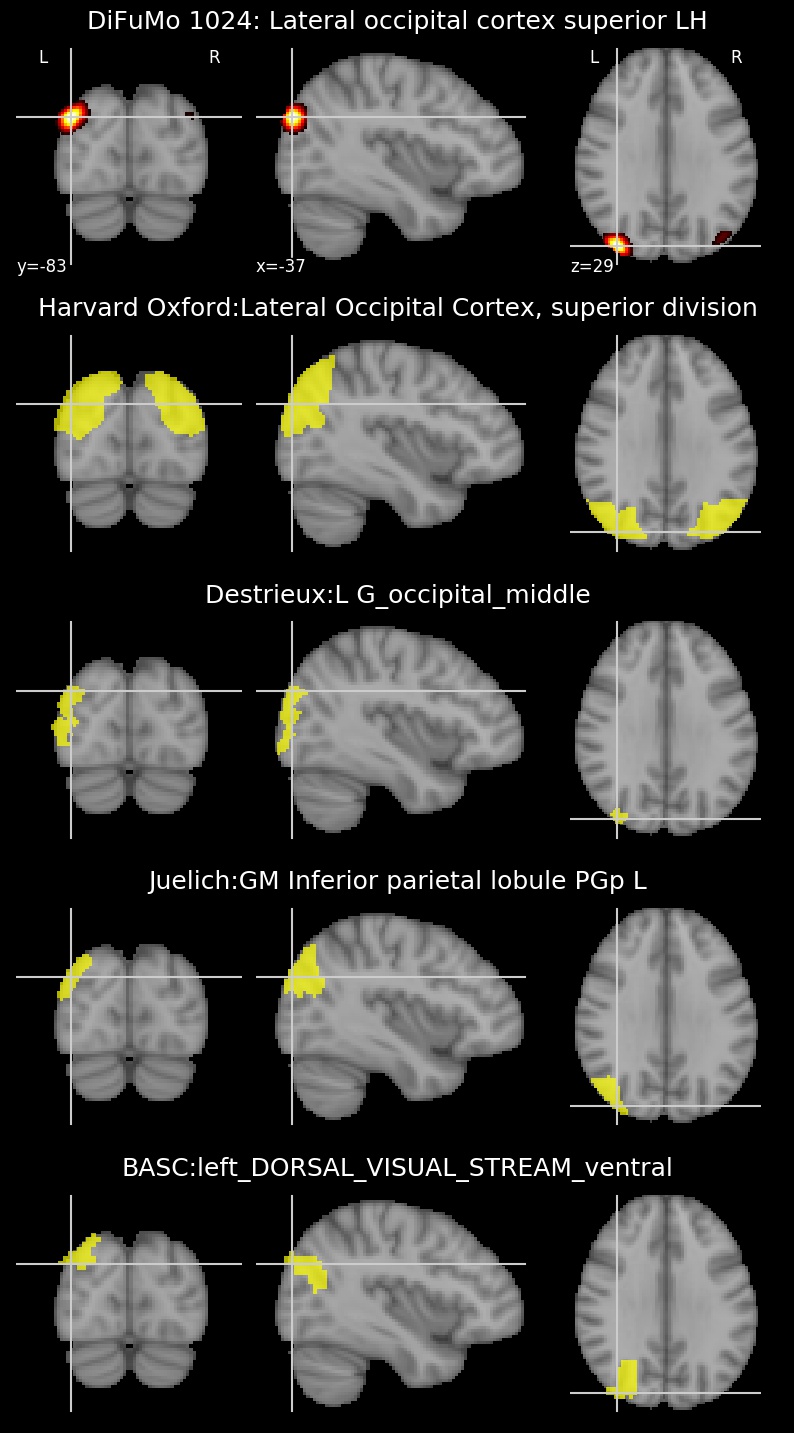 DiFuMo 1024: Lateral occipital cortex superior LH
L R L R
y=-83 x=-37 z=29
Harvard Oxford:Lateral Occipital Cortex, superior division
Destrieux:L G_occipital_middle
Juelich:GM Inferior parietal lobule PGp L
BASC:left_DORSAL_VISUAL_STREAM_ventral